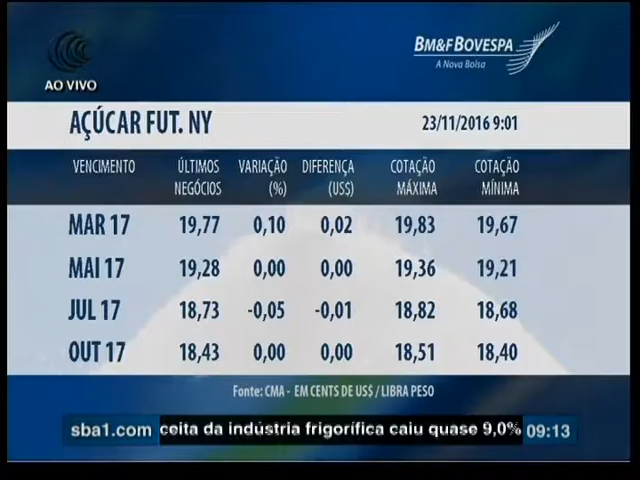 BM&FBOVESPA
A Nova Bolsa
AO VIVO
AÇÚCAR FUT. NY 23/11/2016 9:01
VENCIMENTO ÚLTIMOS NEGÓCIOS VARIAÇÃO (%) DIFERENÇA (US$) COTAÇÃO MÁXIMA COTAÇÃO MÍNIMA
MAR 17 19,77 0,10 0,02 19,83 19,67
MAI 17 19,28 0,00 0,00 19,36 19,21
JUL 17 18,73 -0,05 -0,01 18,82 18,68
OUT 17 18,43 0,00 0,00 18,51 18,40
Fonte: CMA - EM CENTS DE US$ / LIBRA PESO
sba1.com ceita da indústria frigorífica caiu quase 9,0% 09:13